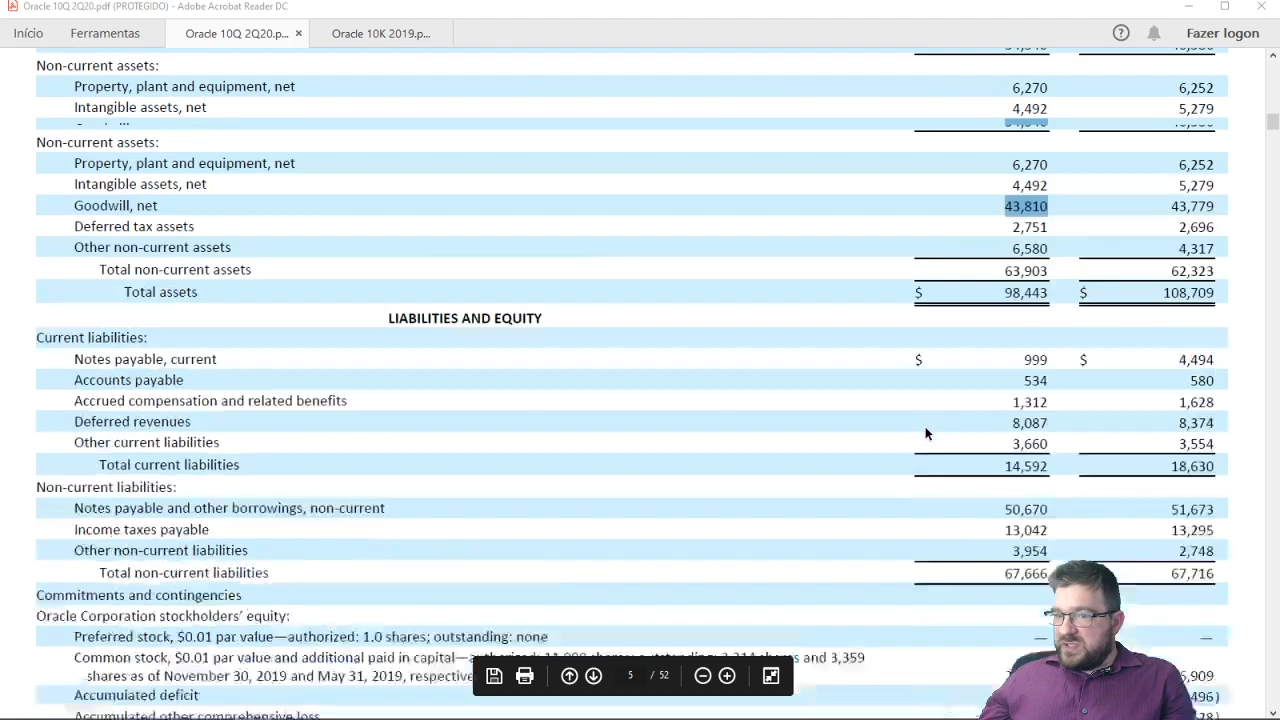 Oracle 10Q 2Q20.pdf (PROTEGIDO) - Adobe Acrobat Reader DC
Início Ferramentas Oracle 10Q 2Q20.p... × Oracle 10K 2019.p... Fazer logon
Non-current assets:
Property, plant and equipment, net 6,270 6,252
Intangible assets, net 4,492 5,279
Non-current assets:
Property, plant and equipment, net 6,270 6,252
Intangible assets, net 4,492 5,279
Goodwill, net 43,810 43,779
Deferred tax assets 2,751 2,696
Other non-current assets 6,580 4,317
Total non-current assets 63,903 62,323
Total assets $ 98,443 $ 108,709
LIABILITIES AND EQUITY
Current liabilities:
Notes payable, current $ 999 $ 4,494
Accounts payable 534 580
Accrued compensation and related benefits 1,312 1,628
Deferred revenues 8,087 8,374
Other current liabilities 3,660 3,554
Total current liabilities 14,592 18,630
Non-current liabilities:
Notes payable and other borrowings, non-current 50,670 51,673
Income taxes payable 13,042 13,295
Other non-current liabilities 3,954 2,748
Total non-current liabilities 67,666 67,716
Commitments and contingencies
Oracle Corporation stockholders' equity:
Preferred stock, $0.01 par value—authorized: 1.0 shares; outstanding: none — —
Common stock, $0.01 par value and additional paid in capital— and 3,359
shares as of November 30, 2019 and May 31, 2019,
Accumulated deficit
Accumulated other comprehensive loss
5 / 52